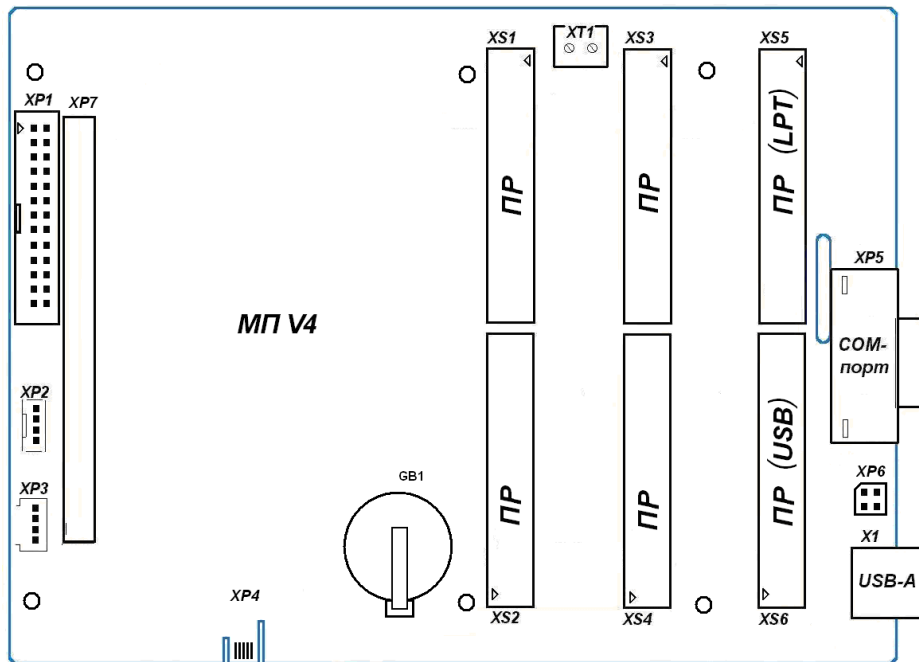 XS1
XT1
XS3
XS5
XP1
XP7
ПР
ПР
ПР (LPT)
XP5
МП V4
COM-
порт
XP2
XP3
GB1
ПР
ПР
ПР (USB)
XP6
X1
USB-A
XP4
XS2
XS4
XS6